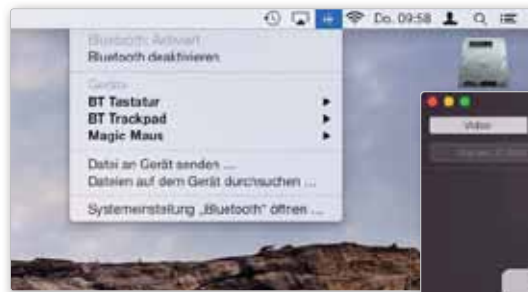 Do. 09:58
Bluetooth: Aktiviert
Bluetooth deaktivieren
Geräte
BT Tastatur
BT Trackpad
Magic Maus
Datei an Gerät senden ...
Dateien auf dem Gerät durchsuchen ...
Systemeinstellung „Bluetooth“ öffnen ...
Video